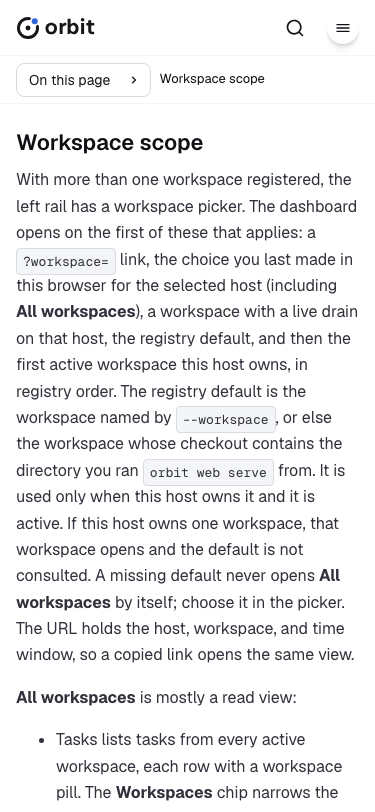 orbit
On this page
Workspace scope
Workspace scope
With more than one workspace registered, the
left rail has a workspace picker. The dashboard
opens on the first of these that applies: a
?workspace= link, the choice you last made in
this browser for the selected host (including
All workspaces), a workspace with a live drain
on that host, the registry default, and then the
first active workspace this host owns, in
registry order. The registry default is the
workspace named by --workspace, or else
the workspace whose checkout contains the
directory you ran orbit web serve from. It is
used only when this host owns it and it is
active. If this host owns one workspace, that
workspace opens and the default is not
consulted. A missing default never opens All
workspaces by itself; choose it in the picker.
The URL holds the host, workspace, and time
window, so a copied link opens the same view.
All workspaces is mostly a read view:
• Tasks lists tasks from every active
workspace, each row with a workspace
pill. The Workspaces chip narrows the